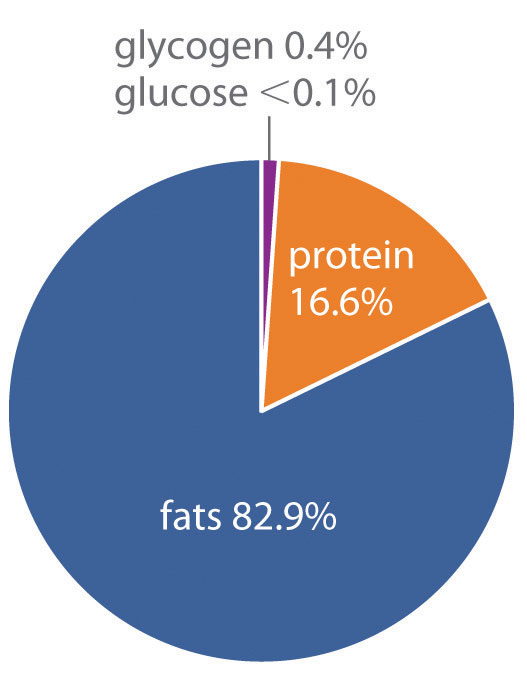 glycogen 0.4%
glucose <0.1%
protein
16.6%
fats 82.9%